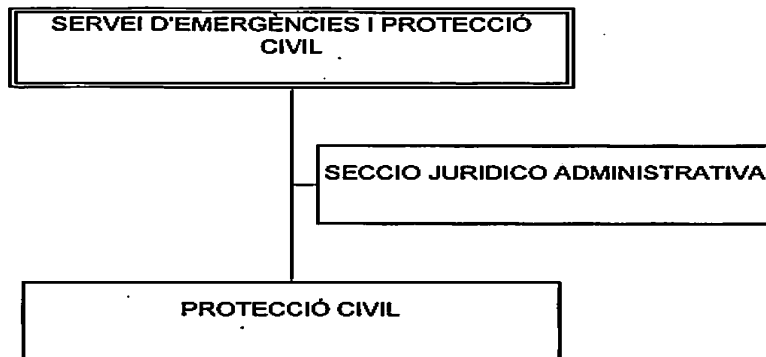 SERVEI D'EMERGÈNCIES I PROTECCIÓ
CIVIL
SECCIO JURIDICO ADMINISTRATIVA
PROTECCIÓ CIVIL